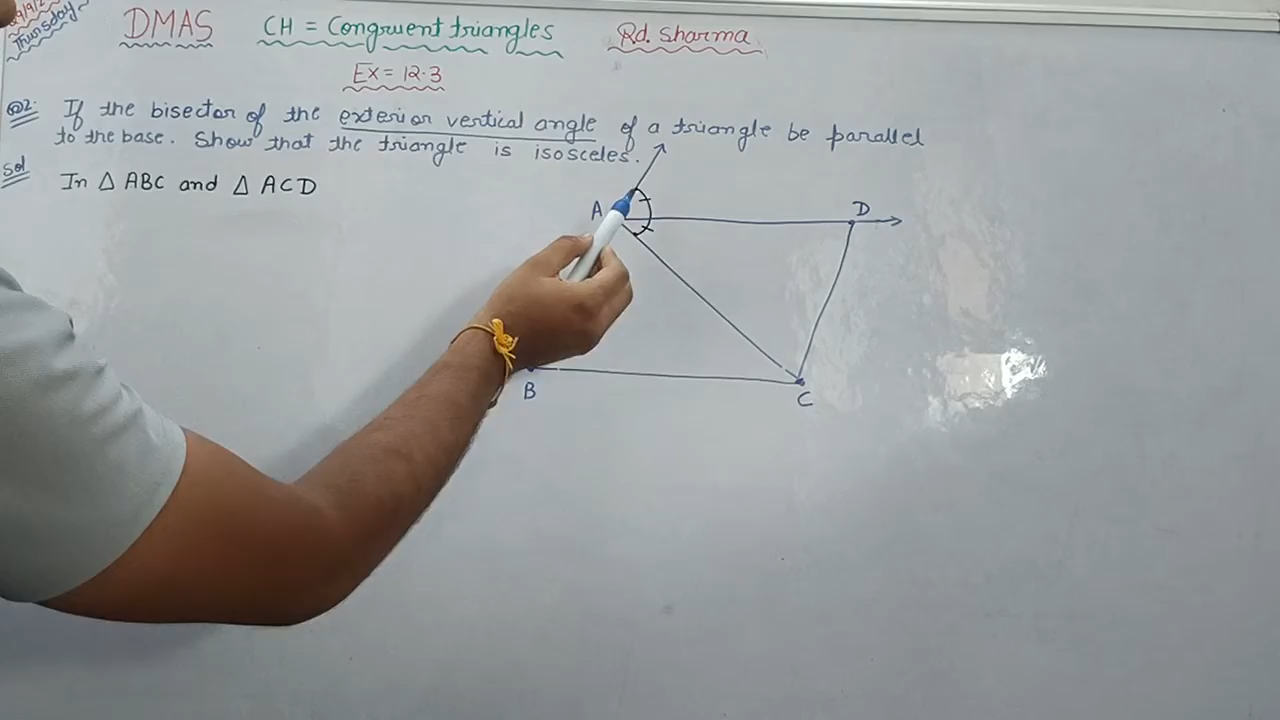 Thursday
DMAS CH = Congruent triangles Rd. Sharma
Ex = 12.3
Q2. If the bisector of the exterior vertical angle of a triangle be parallel
to the base. Show that the triangle is isosceles.
Sol In △ ABC and △ ACD
A D
B C